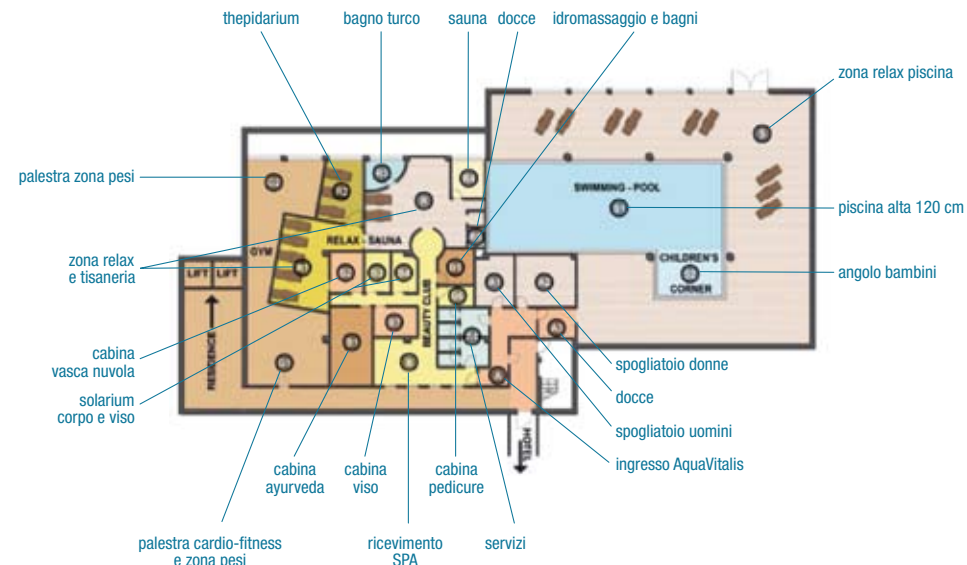 thepidarium
bagno turco
sauna
docce
idromassaggio e bagni
zona relax piscina
palestra zona pesi
SWIMMING - POOL
piscina alta 120 cm
RELAX - SAUNA
GYM
zona relax
e tisaneria
CHILDREN'S
CORNER
angolo bambini
LIFT
LIFT
RESIDENCE
BEAUTY CLUB
cabina
vasca nuvola
solarium
corpo e viso
spogliatoio donne
docce
spogliatoio uomini
ingresso AquaVitalis
HOTEL
cabina
ayurveda
cabina
viso
cabina
pedicure
palestra cardio-fitness
e zona pesi
ricevimento
SPA
servizi